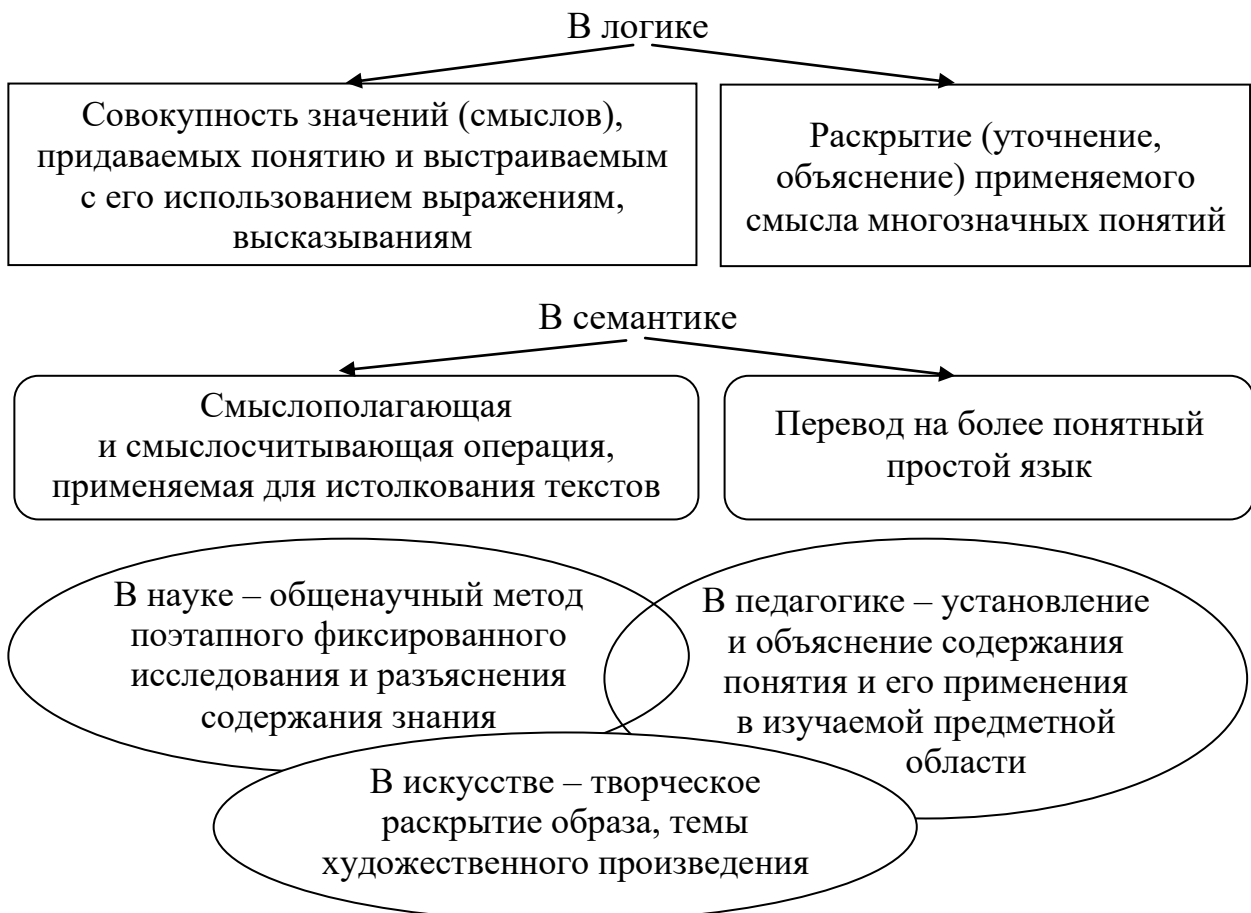 В логике
Совокупность значений (смыслов),
придаваемых понятию и выстраиваемым
с его использованием выражениям,
высказываниям
Раскрытие (уточнение,
объяснение) применяемого
смысла многозначных понятий
В семантике
Смыслополагающая
и смыслосчитывающая операция,
применяемая для истолкования текстов
Перевод на более понятный
простой язык
В науке – общенаучный метод
поэтапного фиксированного
исследования и разъяснения
содержания знания
В педагогике – установление
и объяснение содержания
понятия и его применения
в изучаемой предметной
области
В искусстве – творческое
раскрытие образа, темы
художественного произведения